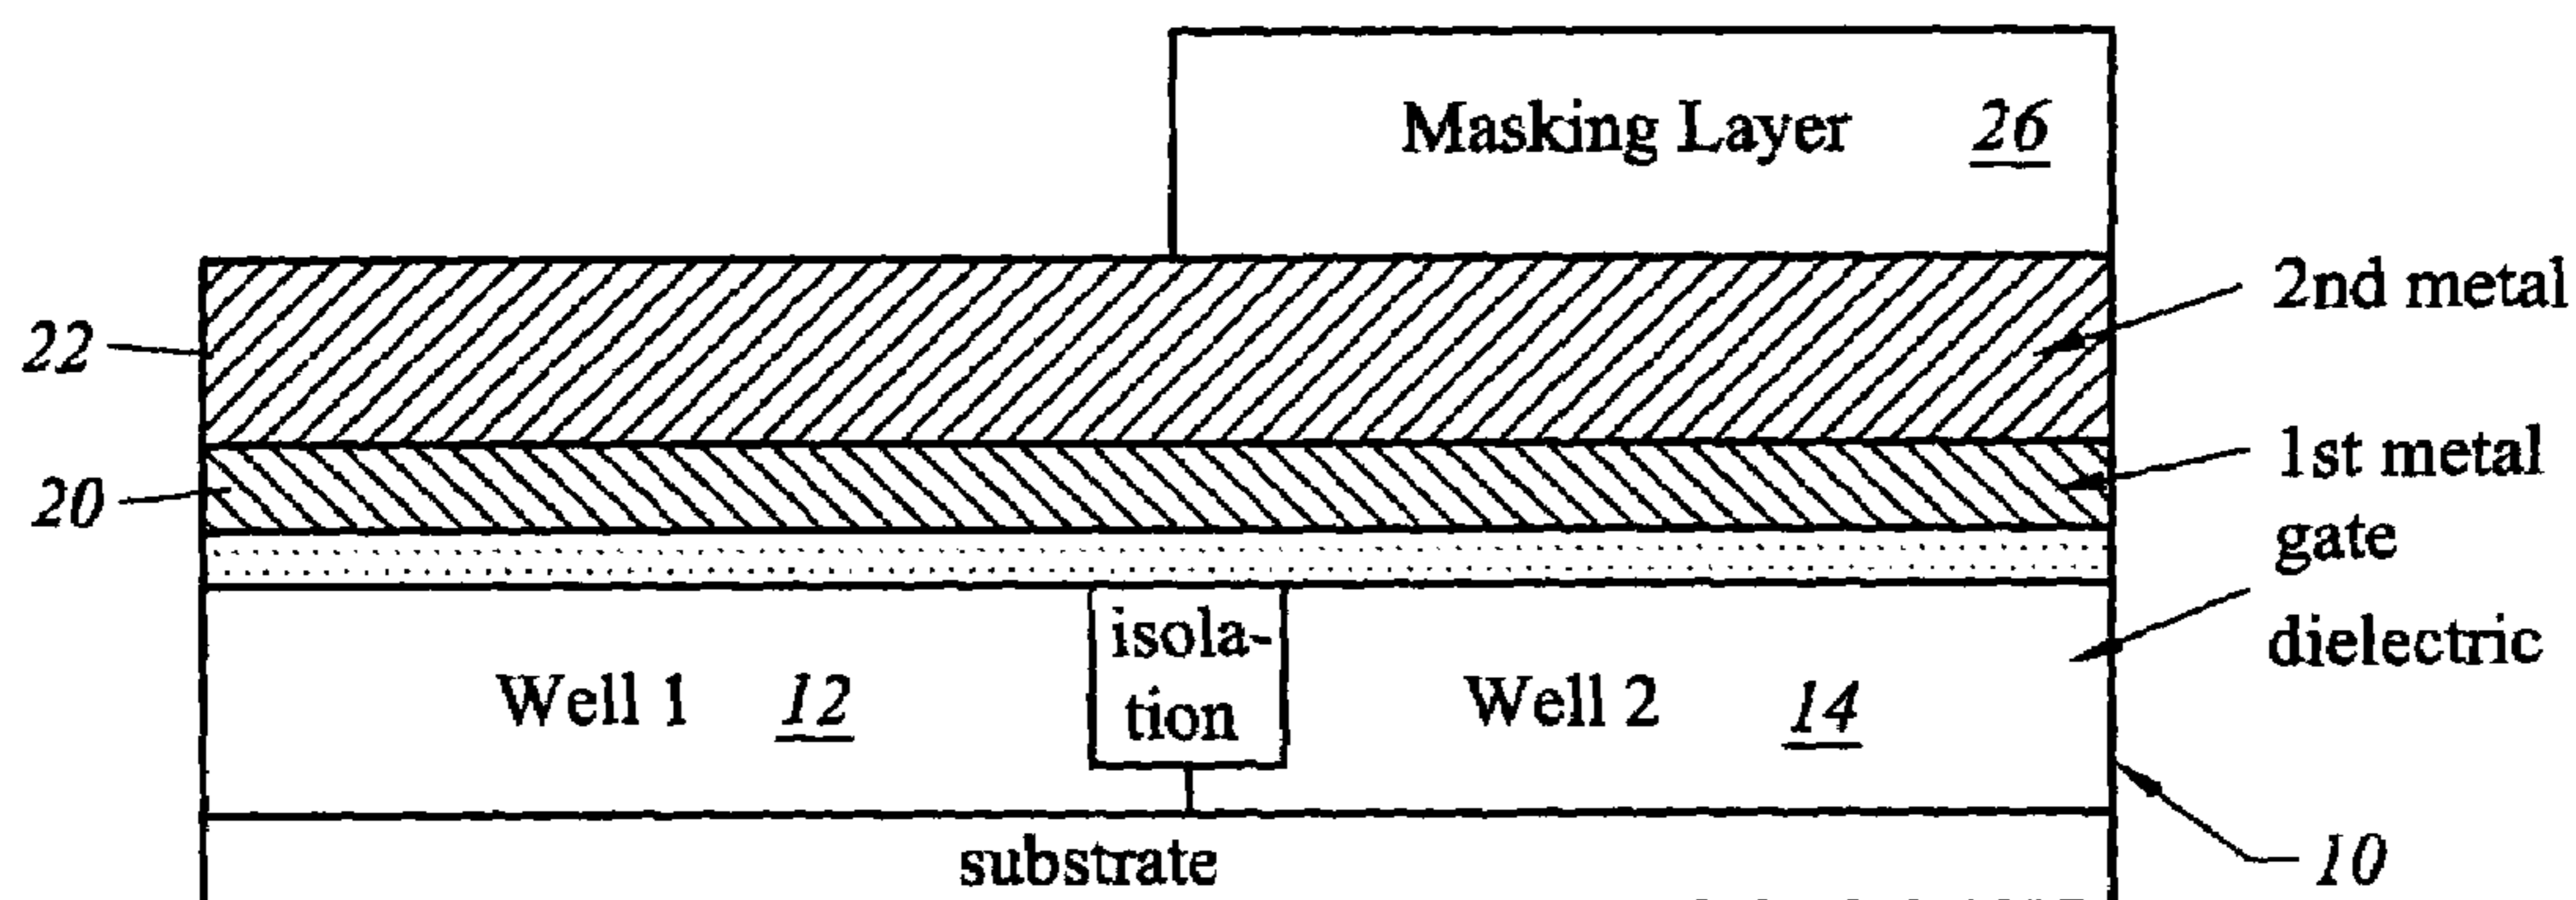 Masking Layer 26
2nd metal
22
1st metal
20
gate
dielectric
isola-
tion
Well 1 12
Well 2 14
substrate
10